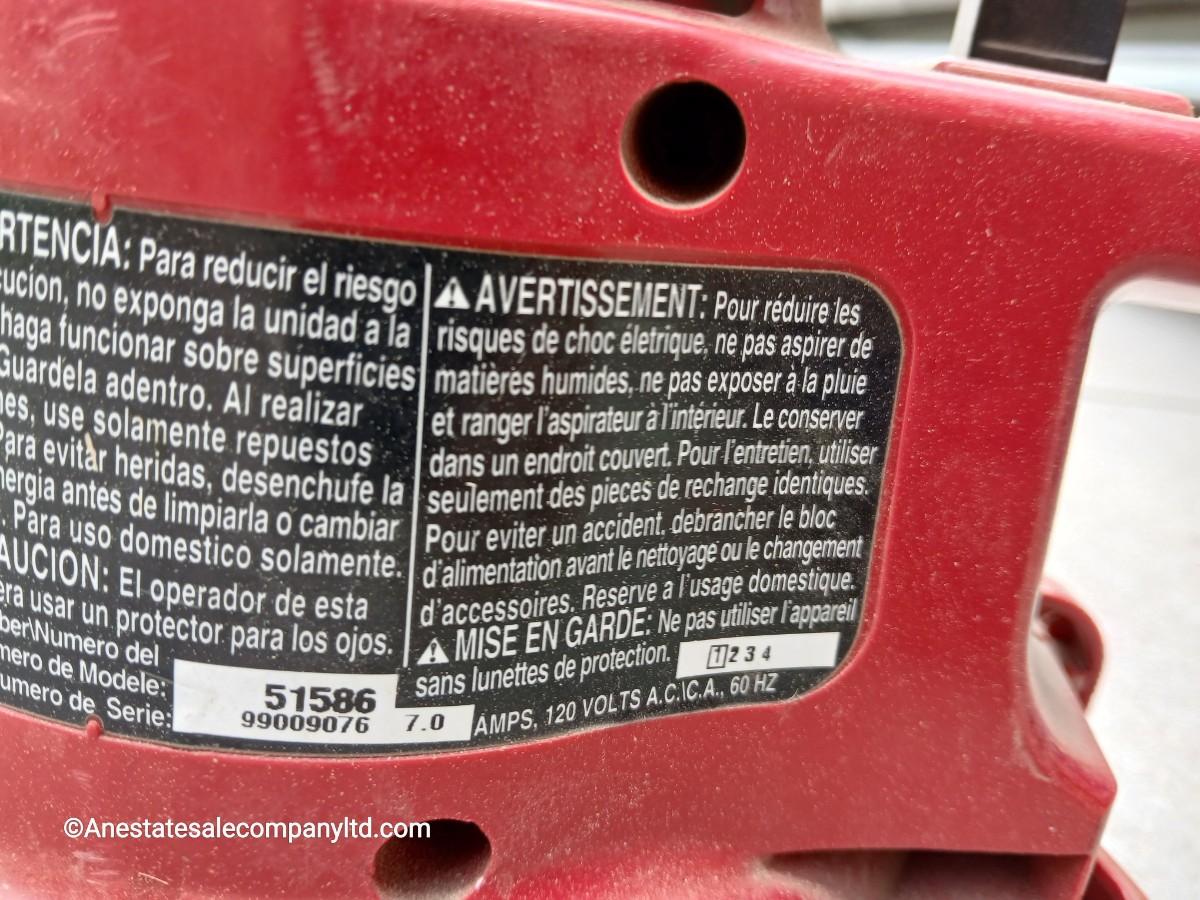 RTENCIA: Para reducir el riesgo
cucion, no exponga la unidad a la
haga funcionar sobre superficies
Guardela adentro. Al realizar
nes, use solamente repuestos
Para evitar heridas, desenchufe la
nergia antes de limpiarla o cambiar
. Para uso domestico solamente.
AUCION: El operador de esta
era usar un protector para los ojos.
ber\Numero del
mero de Modele:
umero de Serie:
51586
99009076 7.0
⚠ AVERTISSEMENT: Pour réduire les
risques de choc életrique, ne pas aspirer de
matières humides, ne pas exposer à la pluie
et ranger l'aspirateur à l'intérieur. Le conserver
dans un endroit couvert. Pour l'entretien, utiliser
seulement des pieces de rechange identiques.
Pour eviter un accident, debrancher le bloc
d'alimentation avant le nettoyage ou le changement
d'accessoires. Reserve a l'usage domestique.
⚠ MISE EN GARDE: Ne pas utiliser l'appareil
sans lunettes de protection.
1 2 3 4
AMPS, 120 VOLTS A.C.\C.A., 60 HZ
©Anestatesalecompanyltd.com